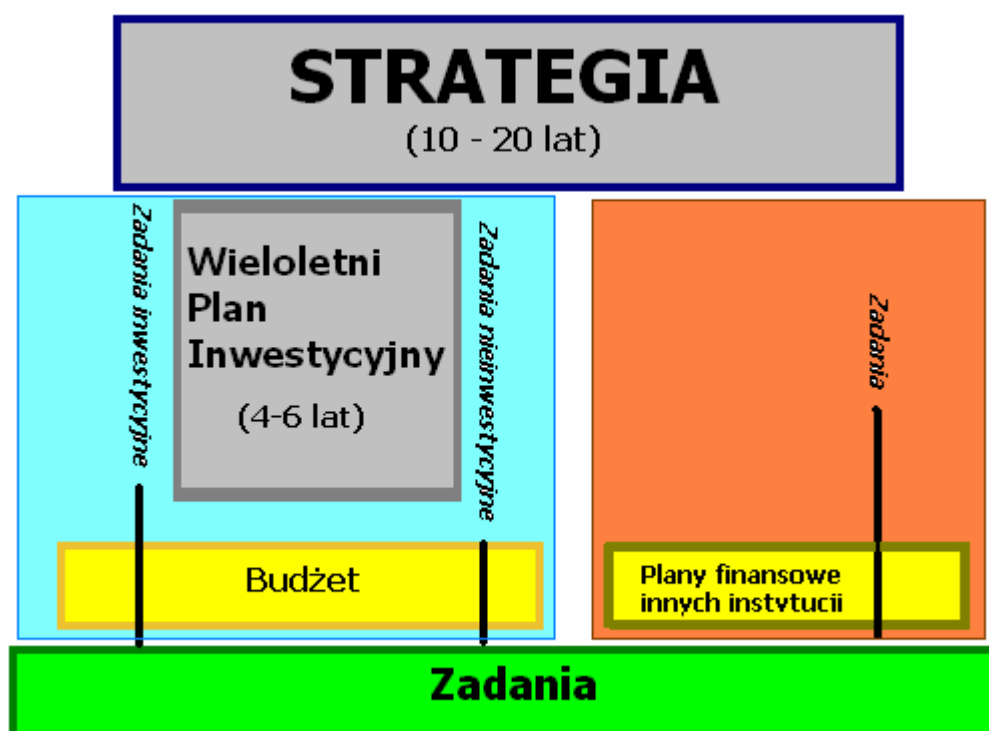 STRATEGIA
(10 - 20 lat)
Zadania inwestycyjne
Wieloletni
Plan
Inwestycyjny
(4-6 lat)
Zadania nieinwestycyjne
Zadania
Budżet
Plany finansowe
innych instytucji
Zadania